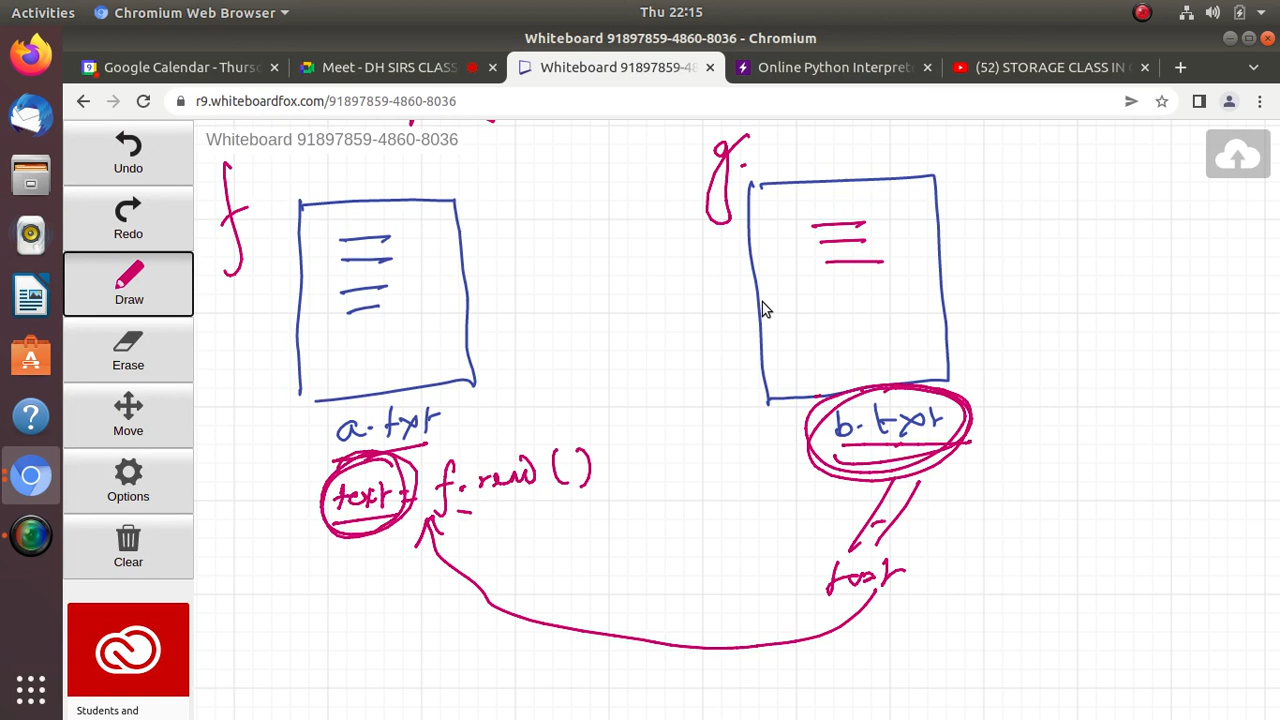 Activities
Chromium Web Browser
Thu 22:15
Whiteboard 91897859-4860-8036 - Chromium
Google Calendar - Thursd
Meet - DH SIRS CLASS
Whiteboard 91897859-48
Online Python Interprete
(52) STORAGE CLASS IN C
r9.whiteboardfox.com/91897859-4860-8036
Whiteboard 91897859-4860-8036
Undo
Redo
Draw
Erase
Move
Options
Clear
Students and
f
g.
a.txt
b.txt
text = f.read()
text